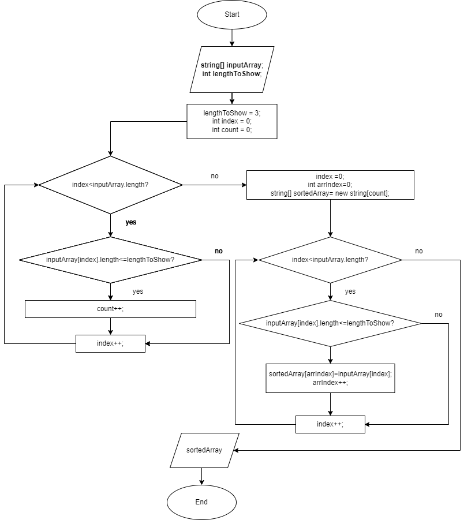 Start
string[] inputArray;
int lengthToShow;
lengthToShow = 3;
int index = 0;
int count = 0;
index<inputArray.length?
no
index =0;
int arrIndex=0;
string[] sortedArray= new string[count];
yes
inputArray[index].length<=lengthToShow?
no
index<inputArray.length?
no
yes
count++;
yes
inputArray[index].length<=lengthToShow?
no
index++;
sortedArray[arrIndex]=inputArray[index];
arrIndex++;
index++;
sortedArray
End